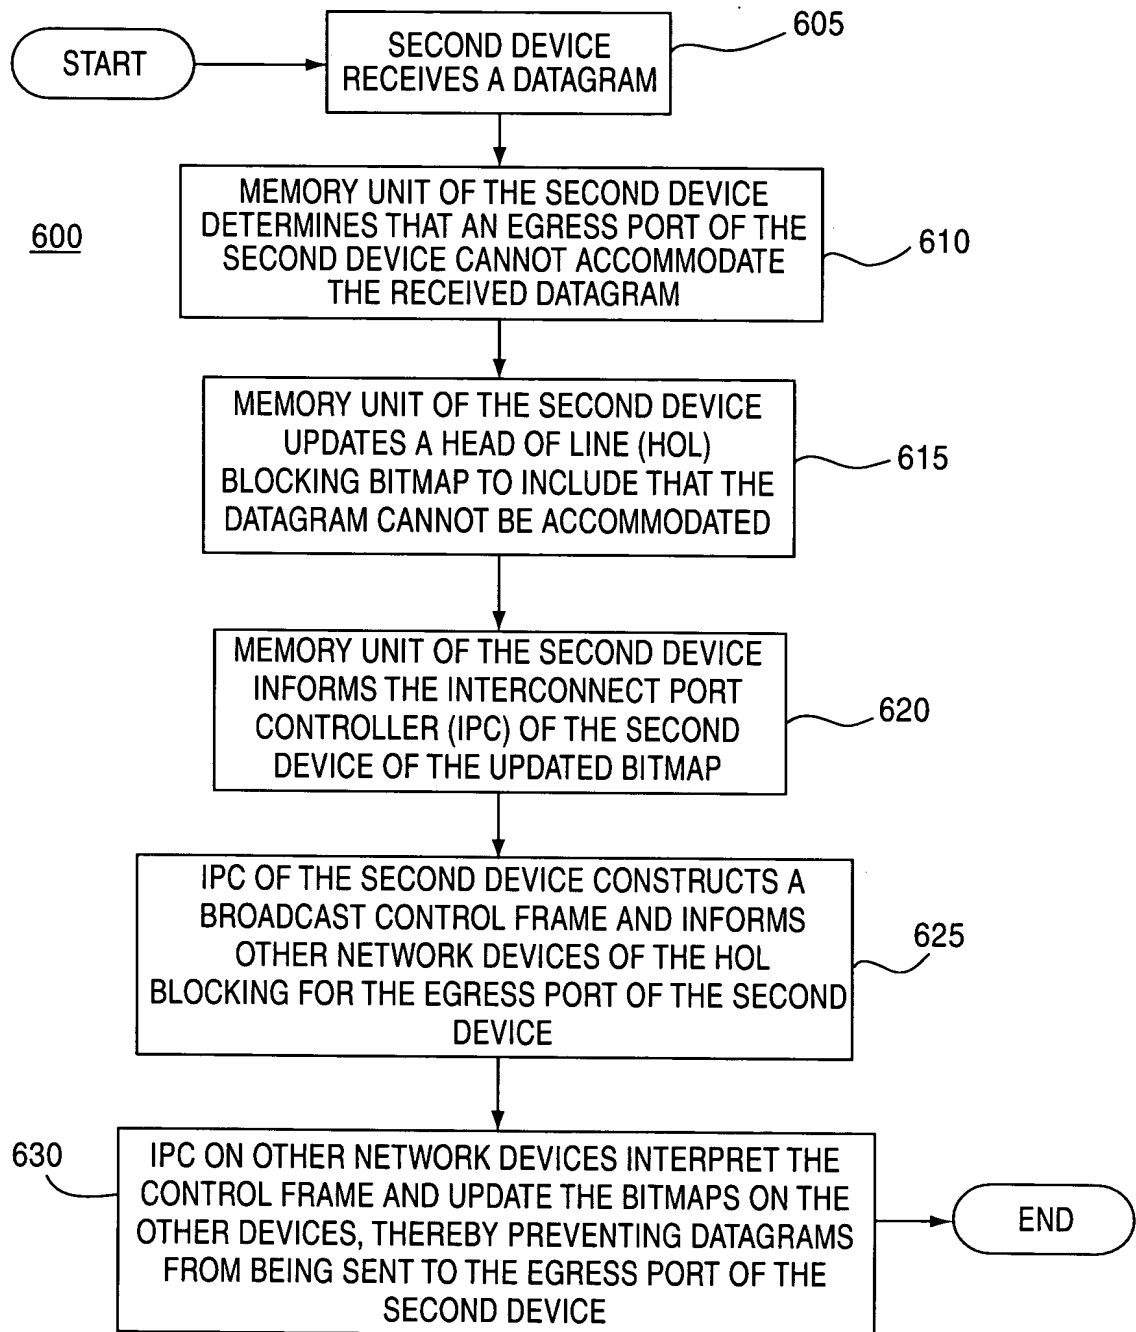 START
SECOND DEVICE
RECEIVES A DATAGRAM
605
600
MEMORY UNIT OF THE SECOND DEVICE
DETERMINES THAT AN EGRESS PORT OF THE
SECOND DEVICE CANNOT ACCOMMODATE
THE RECEIVED DATAGRAM
610
MEMORY UNIT OF THE SECOND DEVICE
UPDATES A HEAD OF LINE (HOL)
BLOCKING BITMAP TO INCLUDE THAT THE
DATAGRAM CANNOT BE ACCOMMODATED
615
MEMORY UNIT OF THE SECOND DEVICE
INFORMS THE INTERCONNECT PORT
CONTROLLER (IPC) OF THE SECOND
DEVICE OF THE UPDATED BITMAP
620
IPC OF THE SECOND DEVICE CONSTRUCTS A
BROADCAST CONTROL FRAME AND INFORMS
OTHER NETWORK DEVICES OF THE HOL
BLOCKING FOR THE EGRESS PORT OF THE SECOND
DEVICE
625
630
IPC ON OTHER NETWORK DEVICES INTERPRET THE
CONTROL FRAME AND UPDATE THE BITMAPS ON THE
OTHER DEVICES, THEREBY PREVENTING DATAGRAMS
FROM BEING SENT TO THE EGRESS PORT OF THE
SECOND DEVICE
END